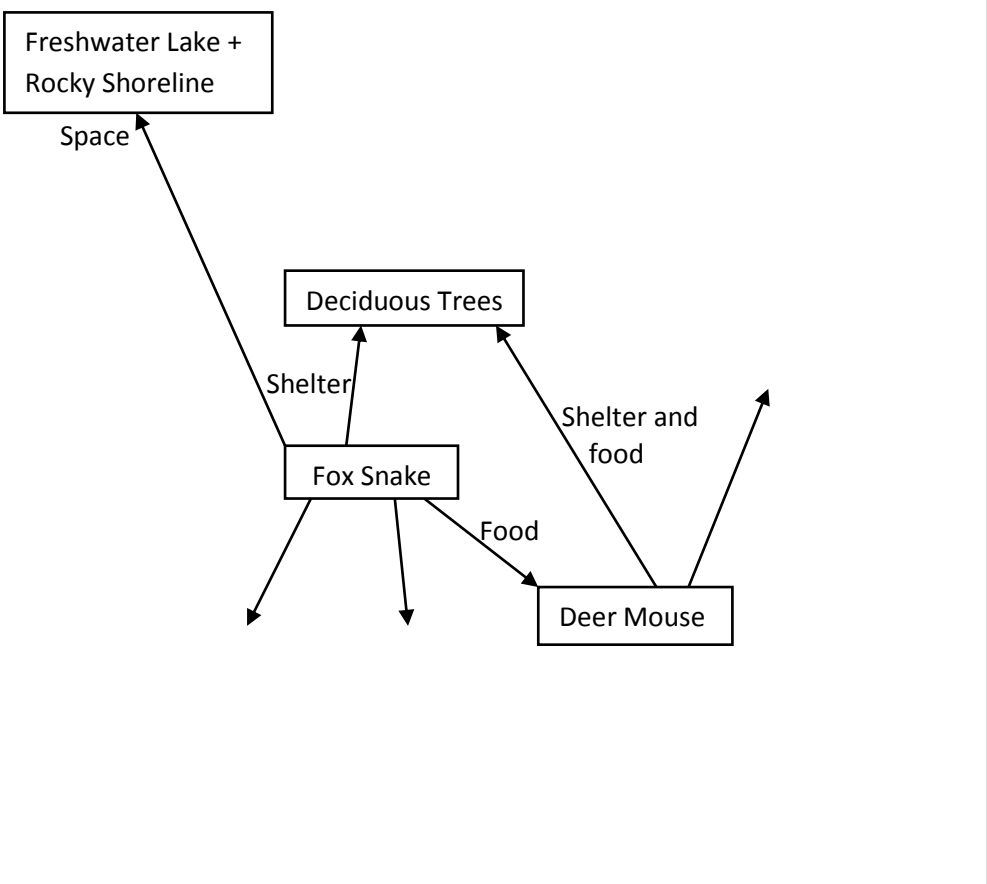 Freshwater Lake +
Rocky Shoreline
Space
Deciduous Trees
Shelter
Shelter and
food
Fox Snake
Food
Deer Mouse